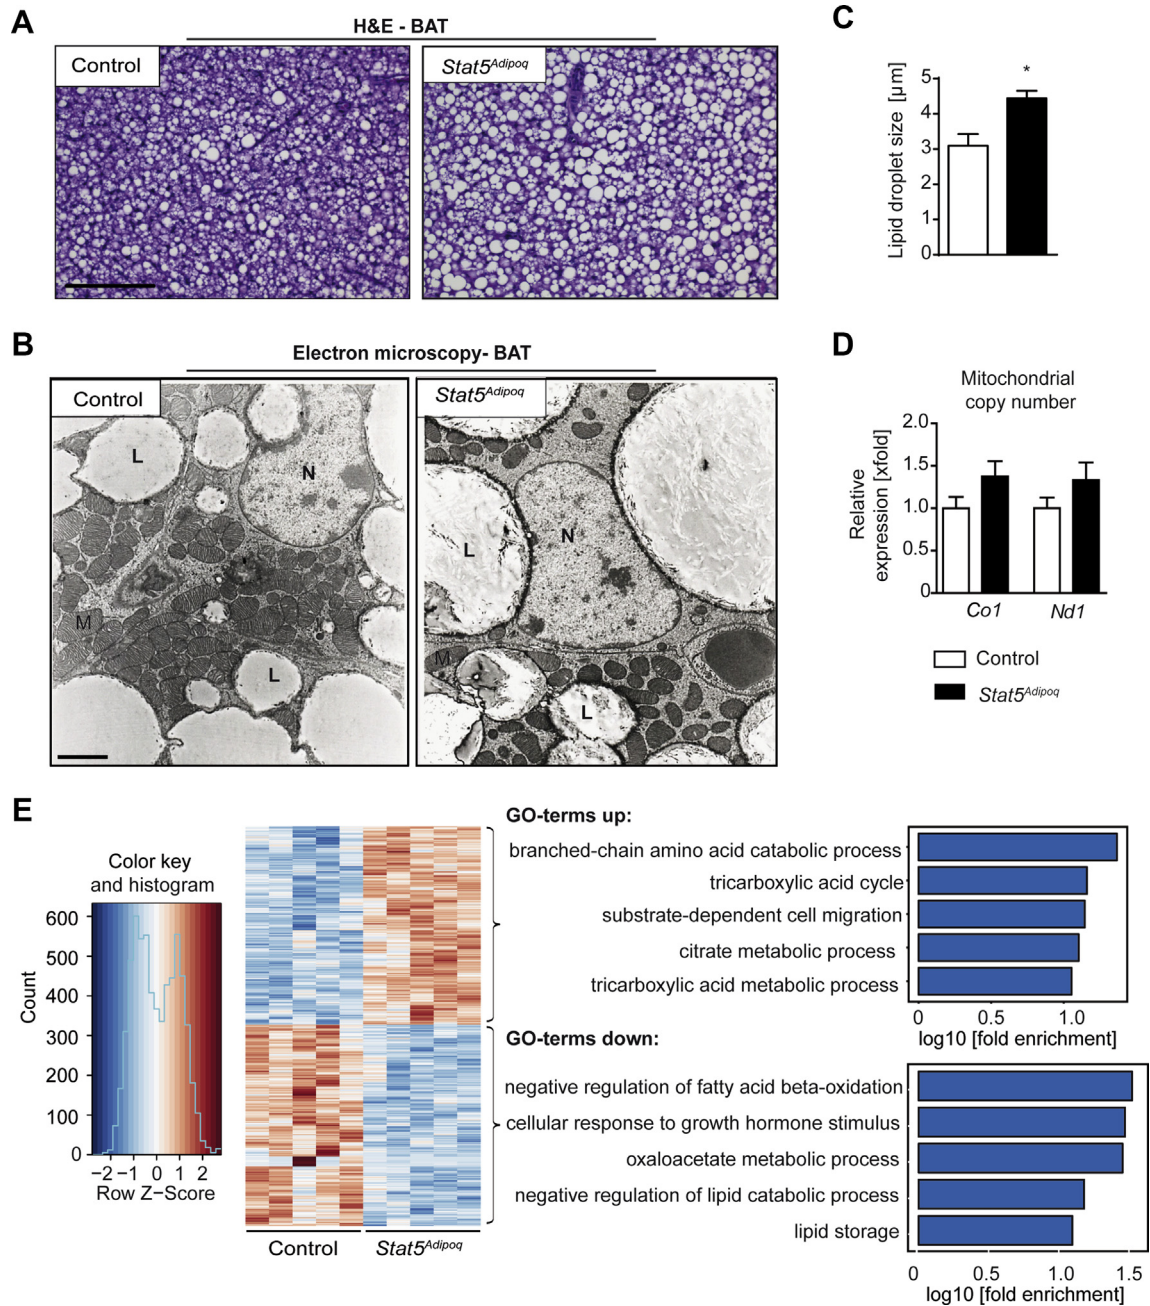 A
H&E - BAT
Control
Stat5Adipoq
C
Lipid droplet size [µm]
5
4
3
2
1
0
*
B
Electron microscopy- BAT
Control
L
N
M
L
Stat5Adipoq
L
N
M
L
D
Mitochondrial
copy number
Relative
expression [xfold]
2.0
1.5
1.0
0.5
0
Co1
Nd1
Control
Stat5Adipoq
E
Color key
and histogram
Count
600
500
400
300
200
100
0
−2 −1 0 1 2
Row Z−Score
Control
Stat5Adipoq
GO-terms up:
branched-chain amino acid catabolic process
tricarboxylic acid cycle
substrate-dependent cell migration
citrate metabolic process
tricarboxylic acid metabolic process
0 0.5 1.0
log10 [fold enrichment]
GO-terms down:
negative regulation of fatty acid beta-oxidation
cellular response to growth hormone stimulus
oxaloacetate metabolic process
negative regulation of lipid catabolic process
lipid storage
0 0.5 1.0 1.5
log10 [fold enrichment]